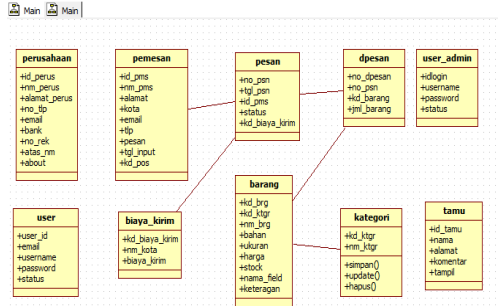 Main Main
perusahaan
+id_perus
+nm_perus
+alamat_perus
+no_tlp
+email
+bank
+no_rek
+atas_nm
+about
pemesan
+id_pms
+nm_pms
+alamat
+kota
+email
+tlp
+pesan
+tgl_input
+kd_pos
pesan
+no_psn
+tgl_psn
+id_pms
+status
+kd_biaya_kirim
dpesan
+no_dpesan
+no_psn
+kd_barang
+jml_barang
user_admin
+idlogin
+username
+password
+status
user
+user_id
+email
+username
+password
+status
biaya_kirim
+kd_biaya_kirim
+nm_kota
+biaya_kirim
barang
+kd_brg
+kd_ktgr
+nm_brg
+bahan
+ukuran
+harga
+stock
+nama_field
+keteragan
kategori
+kd_ktgr
+nm_ktgr
+simpan()
+update()
+hapus()
tamu
+id_tamu
+nama
+alamat
+komentar
+tampil